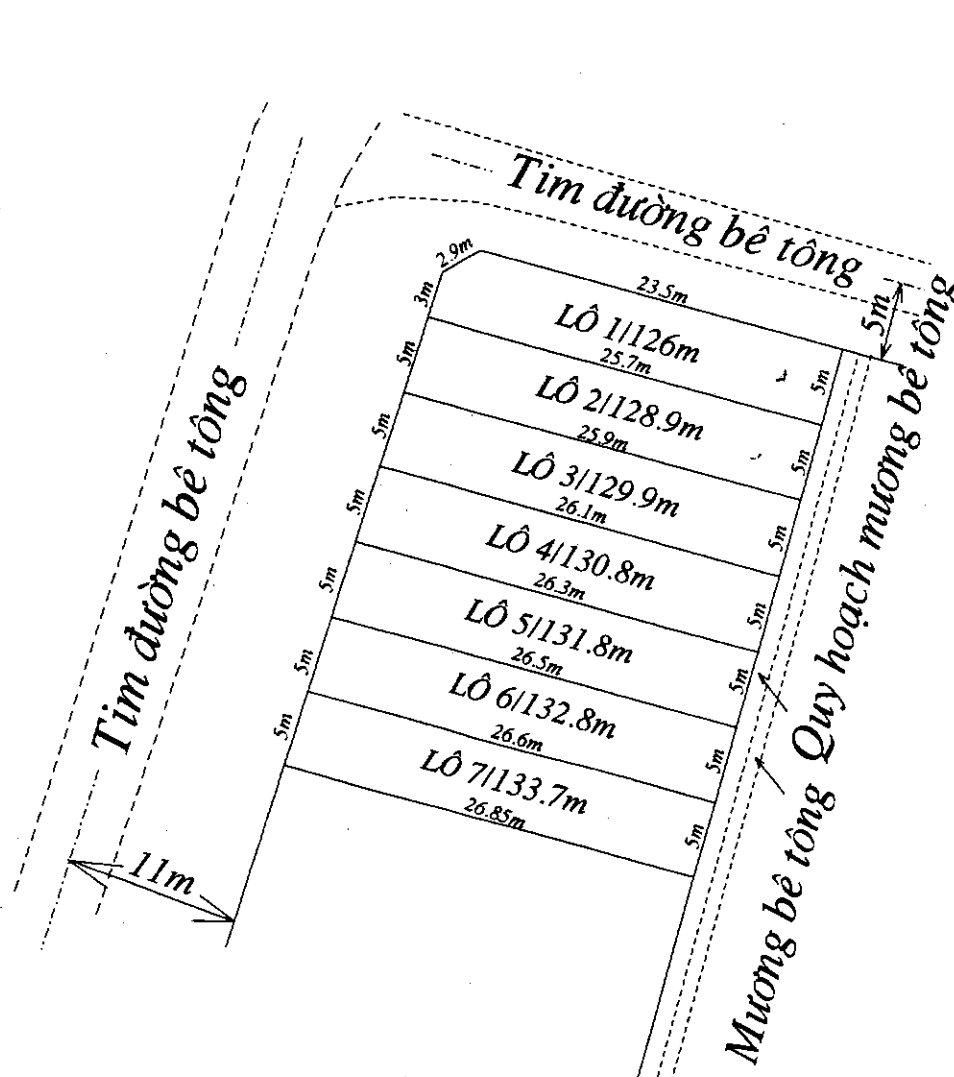 Tim đường bê tông
2.9m
23.5m
5m
3m
LÔ 1/126m
5m
25.7m
5m
LÔ 2/128.9m
5m
25.9m
5m
LÔ 3/129.9m
5m
26.1m
5m
LÔ 4/130.8m
5m
26.3m
5m
LÔ 5/131.8m
5m
26.5m
5m
LÔ 6/132.8m
5m
26.6m
5m
LÔ 7/133.7m
5m
26.85m
Tim đường bê tông
11m
Quy hoạch mương bê tông
Mương bê tông